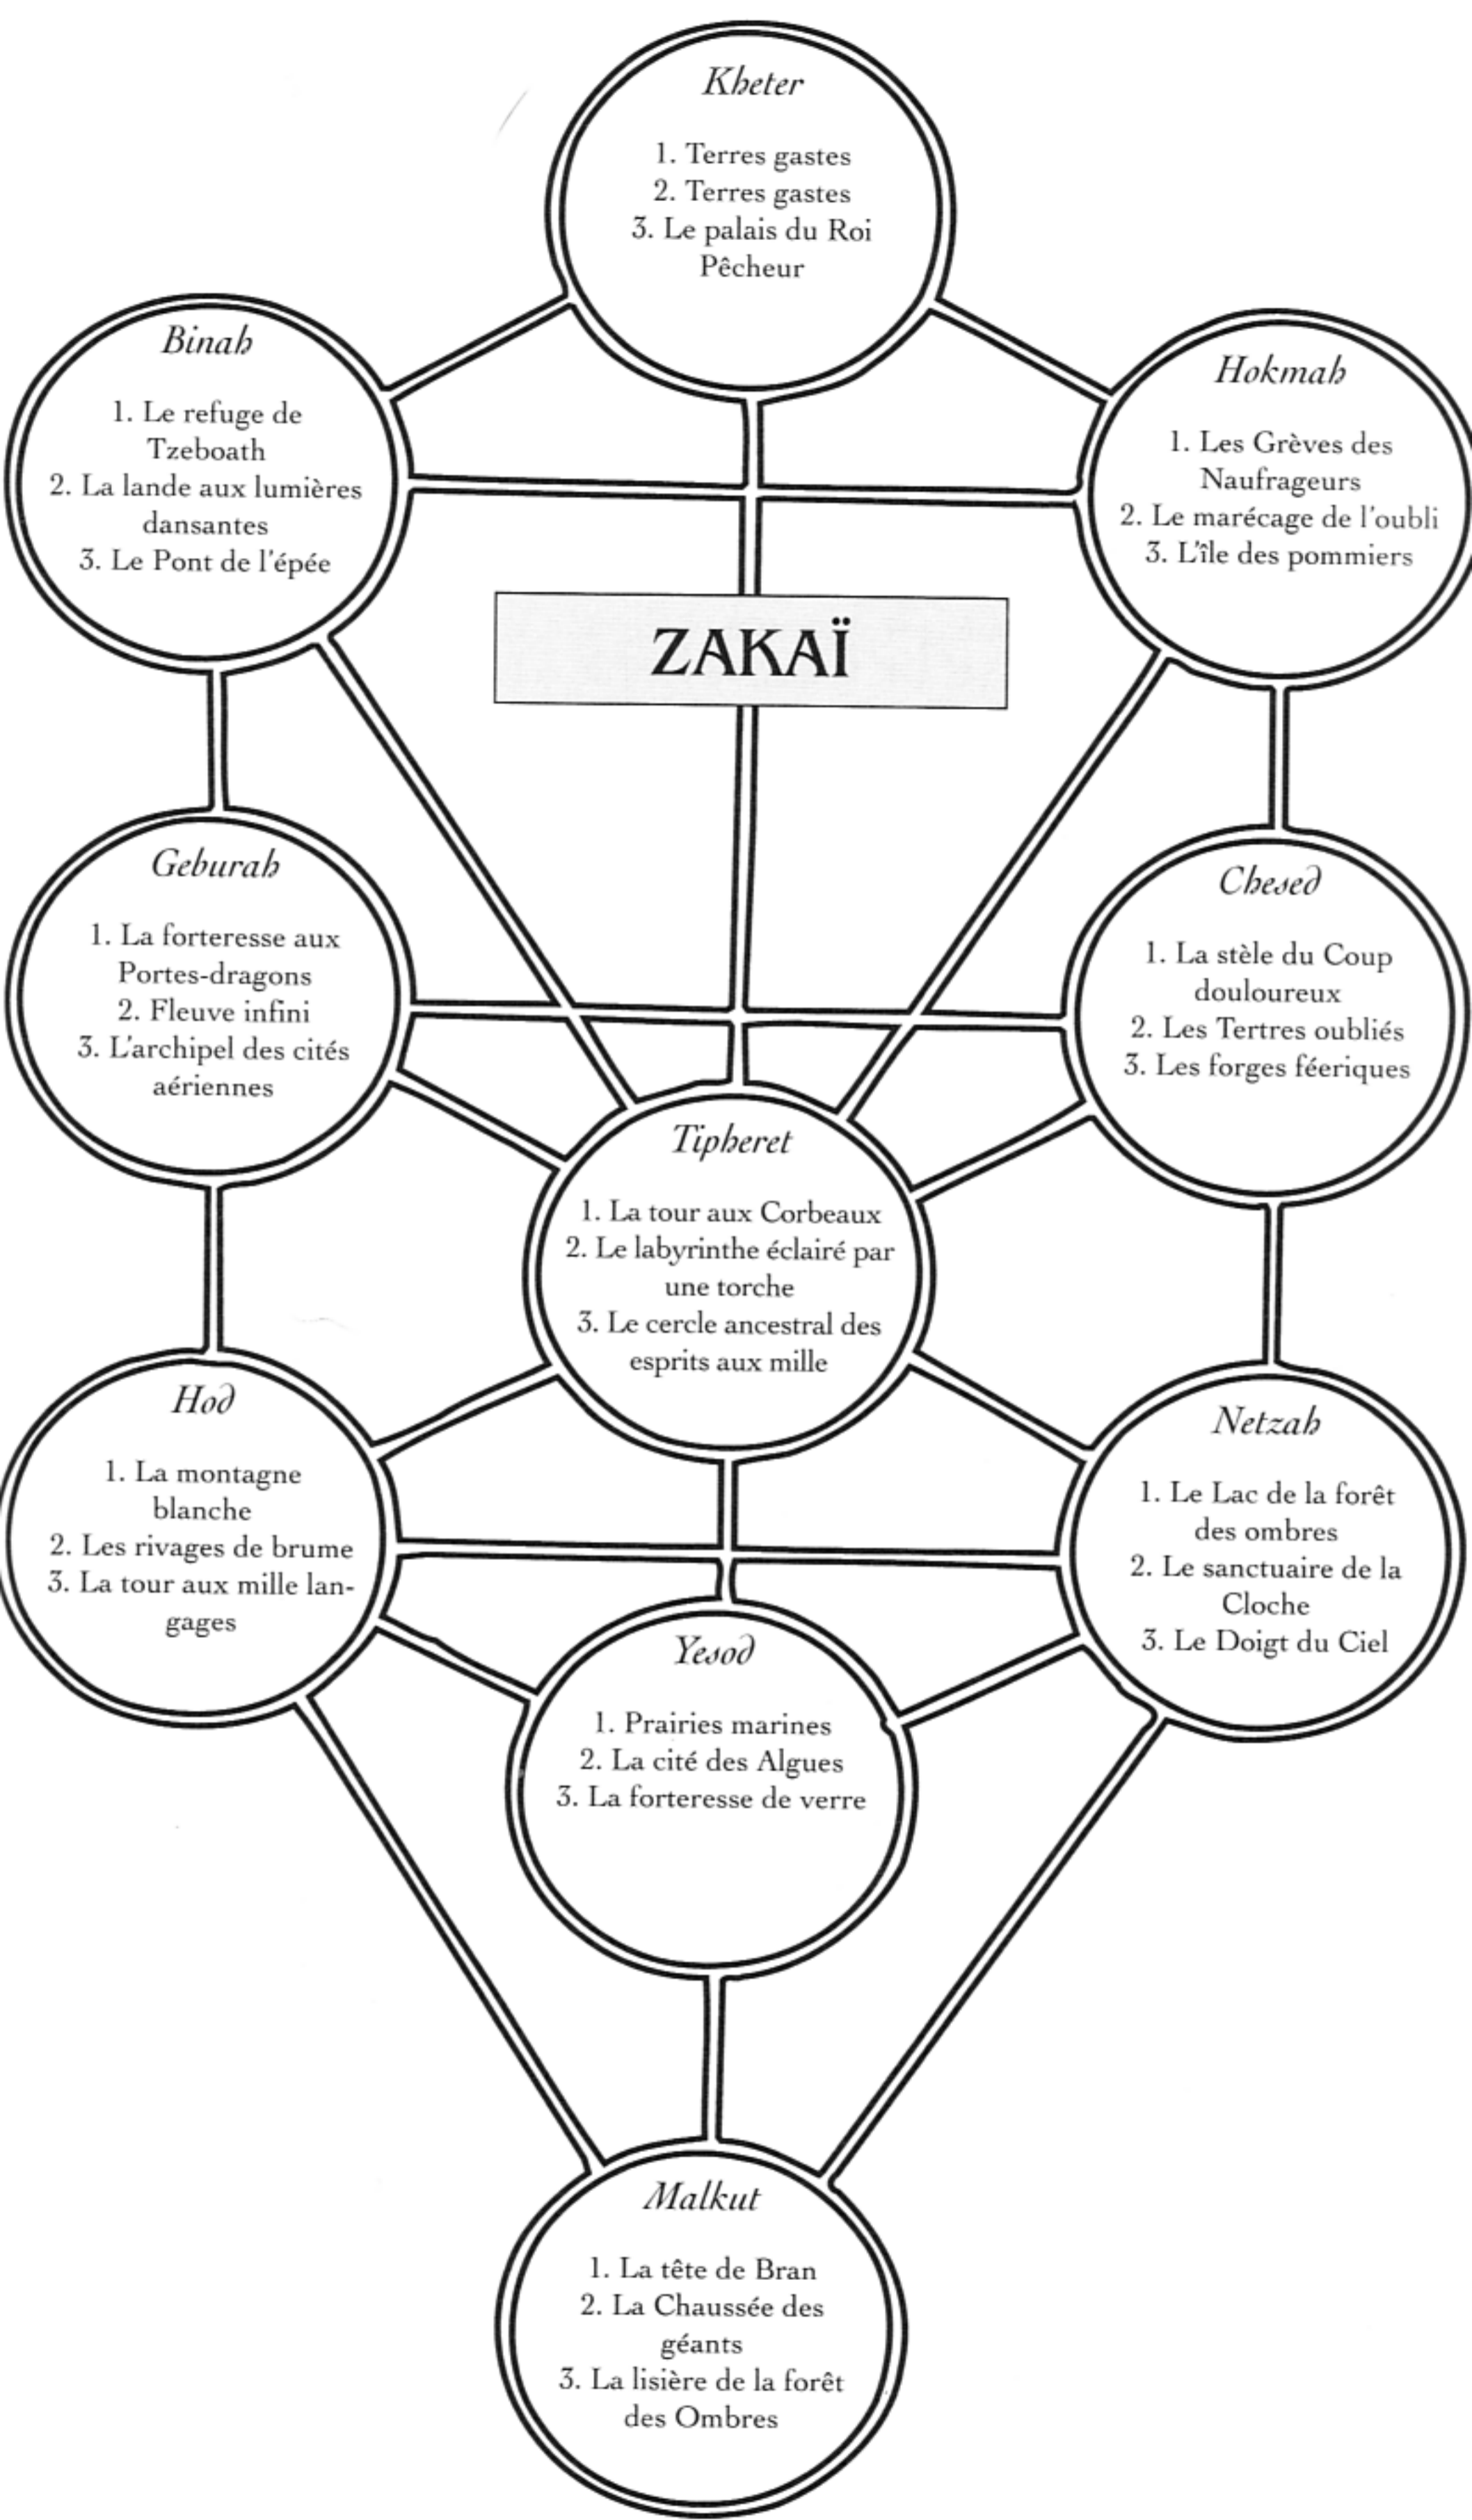 Kheter
1. Terres gastes
2. Terres gastes
3. Le palais du Roi
Pêcheur
Binah
1. Le refuge de
Tzeboath
2. La lande aux lumières
dansantes
3. Le Pont de l'épée
Hokmah
1. Les Grèves des
Naufrageurs
2. Le marécage de l'oubli
3. L'île des pommiers
ZAKAÏ
Geburah
1. La forteresse aux
Portes-dragons
2. Fleuve infini
3. L'archipel des cités
aériennes
Chesed
1. La stèle du Coup
douloureux
2. Les Tertres oubliés
3. Les forges féeriques
Tipheret
1. La tour aux Corbeaux
2. Le labyrinthe éclairé par
une torche
3. Le cercle ancestral des
esprits aux mille
Hod
1. La montagne
blanche
2. Les rivages de brume
3. La tour aux mille lan-
gages
Netzah
1. Le Lac de la forêt
des ombres
2. Le sanctuaire de la
Cloche
3. Le Doigt du Ciel
Yesod
1. Prairies marines
2. La cité des Algues
3. La forteresse de verre
Malkut
1. La tête de Bran
2. La Chaussée des
géants
3. La lisière de la forêt
des Ombres